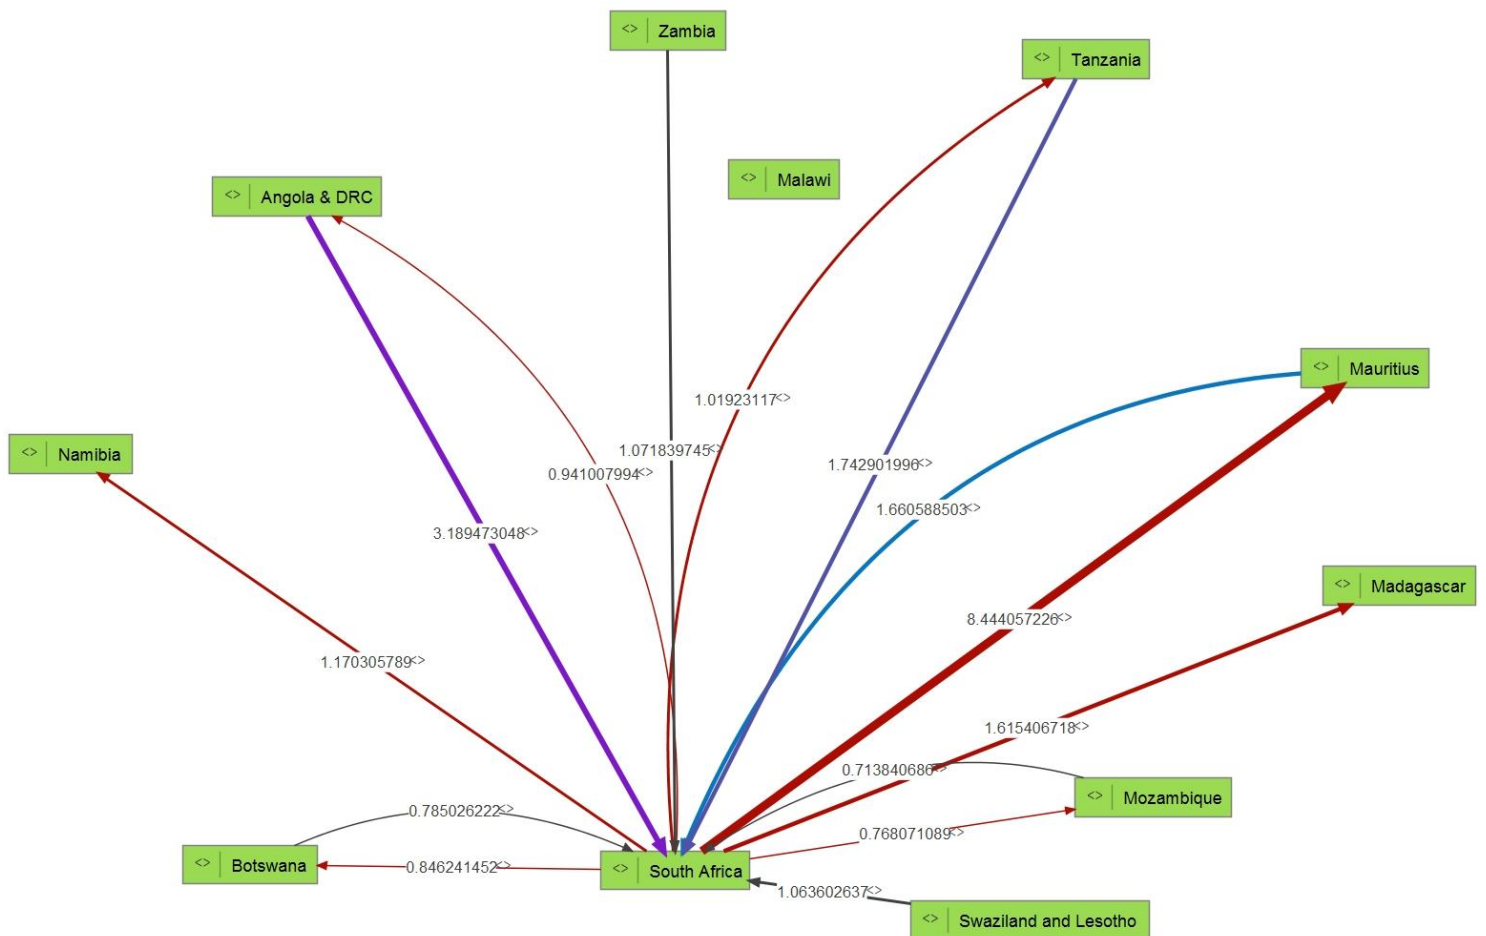 <> Zambia
<> Tanzania
<> Malawi
<> Angola & DRC
<> Mauritius
1.01923117<>
<> Namibia
1.071839745<>
1.742901996<>
0.941007994<>
1.660588503<>
3.189473048<>
<> Madagascar
8.444057226<>
1.170305789<>
1.615406718<>
0.713840686<>
<> Mozambique
0.785026222<>
0.768071089<>
<> Botswana
0.846241452<>
<> South Africa
1.063602637<>
<> Swaziland and Lesotho